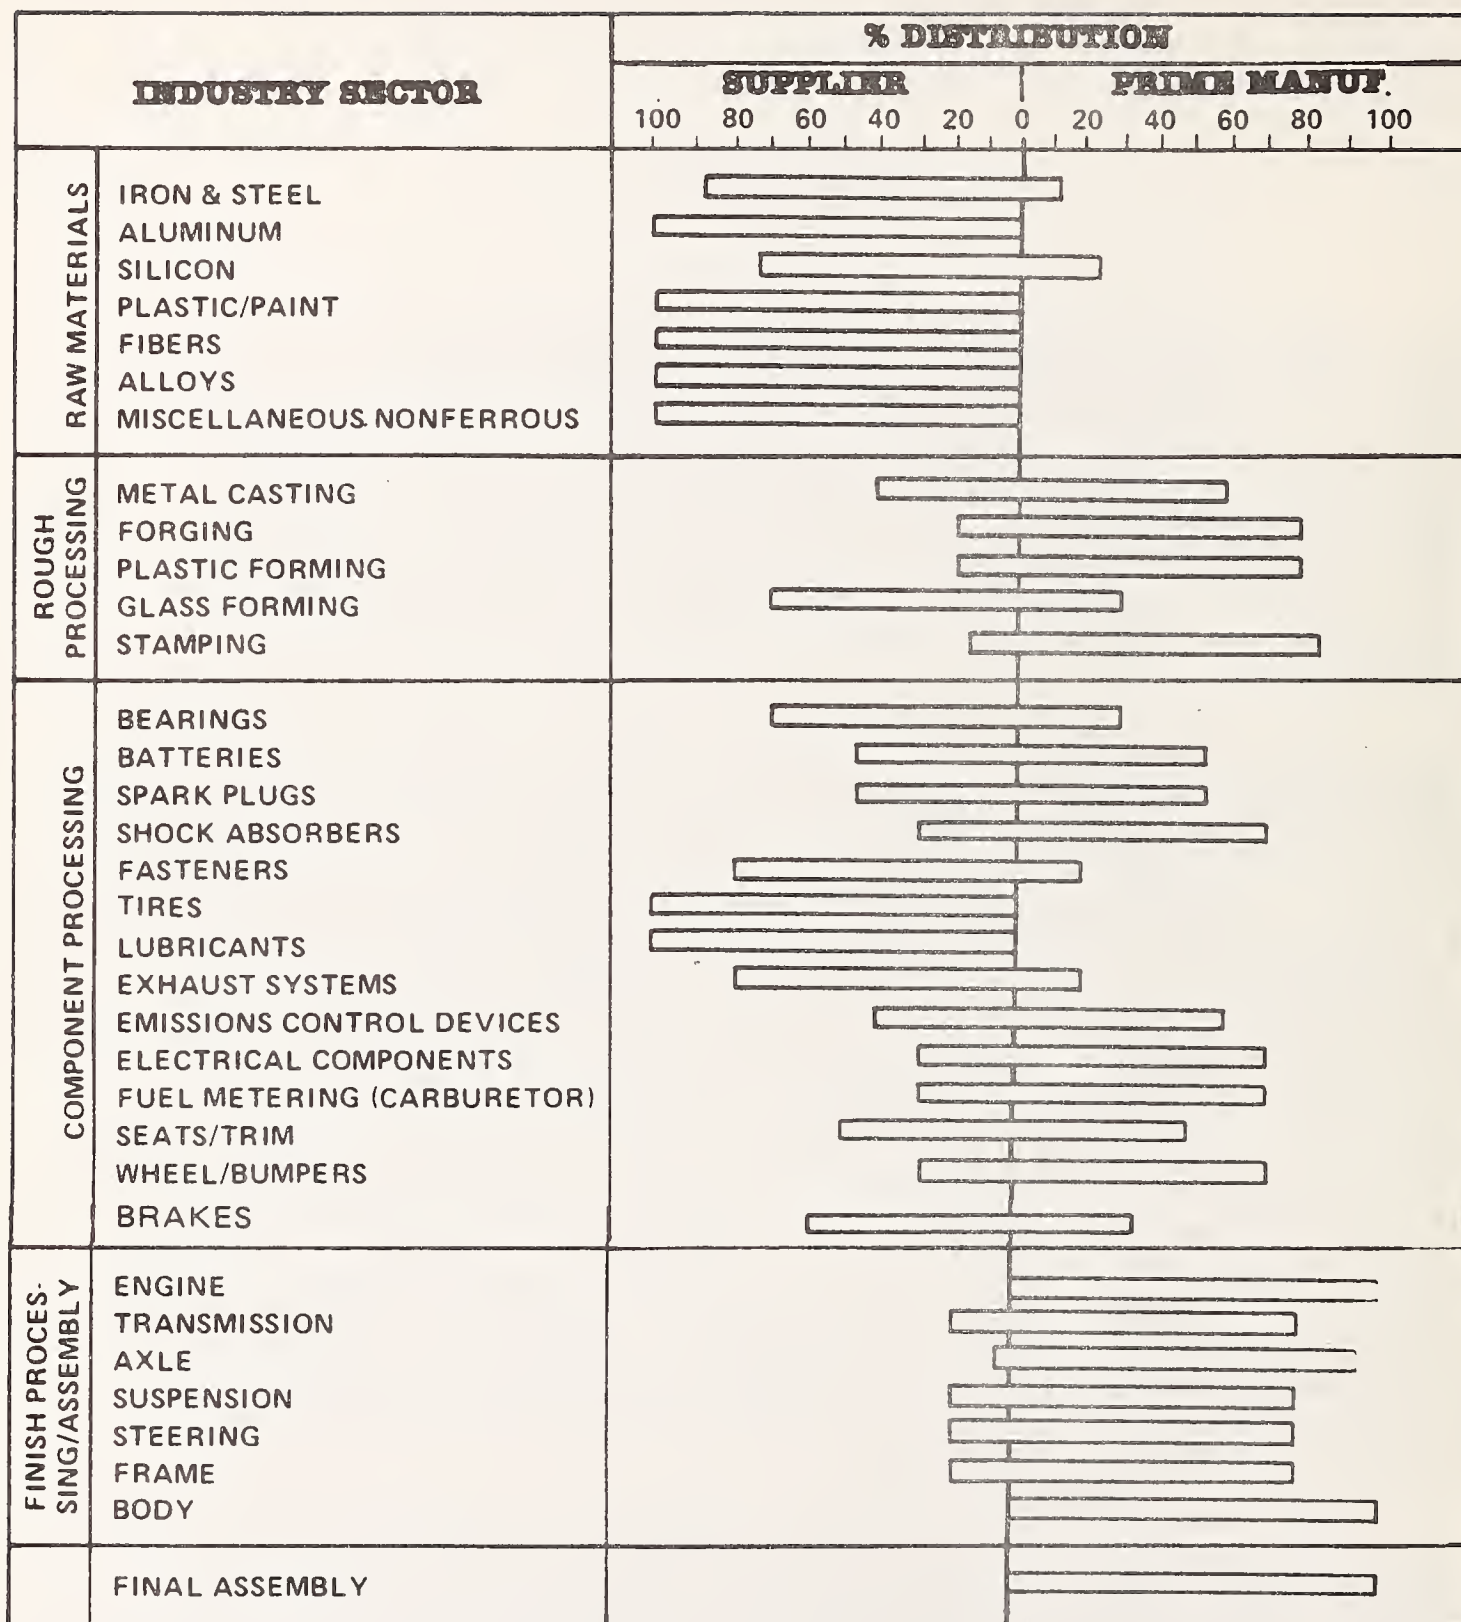 % DISTRIBUTION
INDUSTRY SECTOR
SUPPLIER PRIME MANUF.
100 80 60 40 20 0 20 40 60 80 100
RAW MATERIALS
IRON & STEEL
ALUMINUM
SILICON
PLASTIC/PAINT
FIBERS
ALLOYS
MISCELLANEOUS NONFERROUS
ROUGH
PROCESSING
METAL CASTING
FORGING
PLASTIC FORMING
GLASS FORMING
STAMPING
COMPONENT PROCESSING
BEARINGS
BATTERIES
SPARK PLUGS
SHOCK ABSORBERS
FASTENERS
TIRES
LUBRICANTS
EXHAUST SYSTEMS
EMISSIONS CONTROL DEVICES
ELECTRICAL COMPONENTS
FUEL METERING (CARBURETOR)
SEATS/TRIM
WHEEL/BUMPERS
BRAKES
FINISH PROCES-
SING/ASSEMBLY
ENGINE
TRANSMISSION
AXLE
SUSPENSION
STEERING
FRAME
BODY
FINAL ASSEMBLY